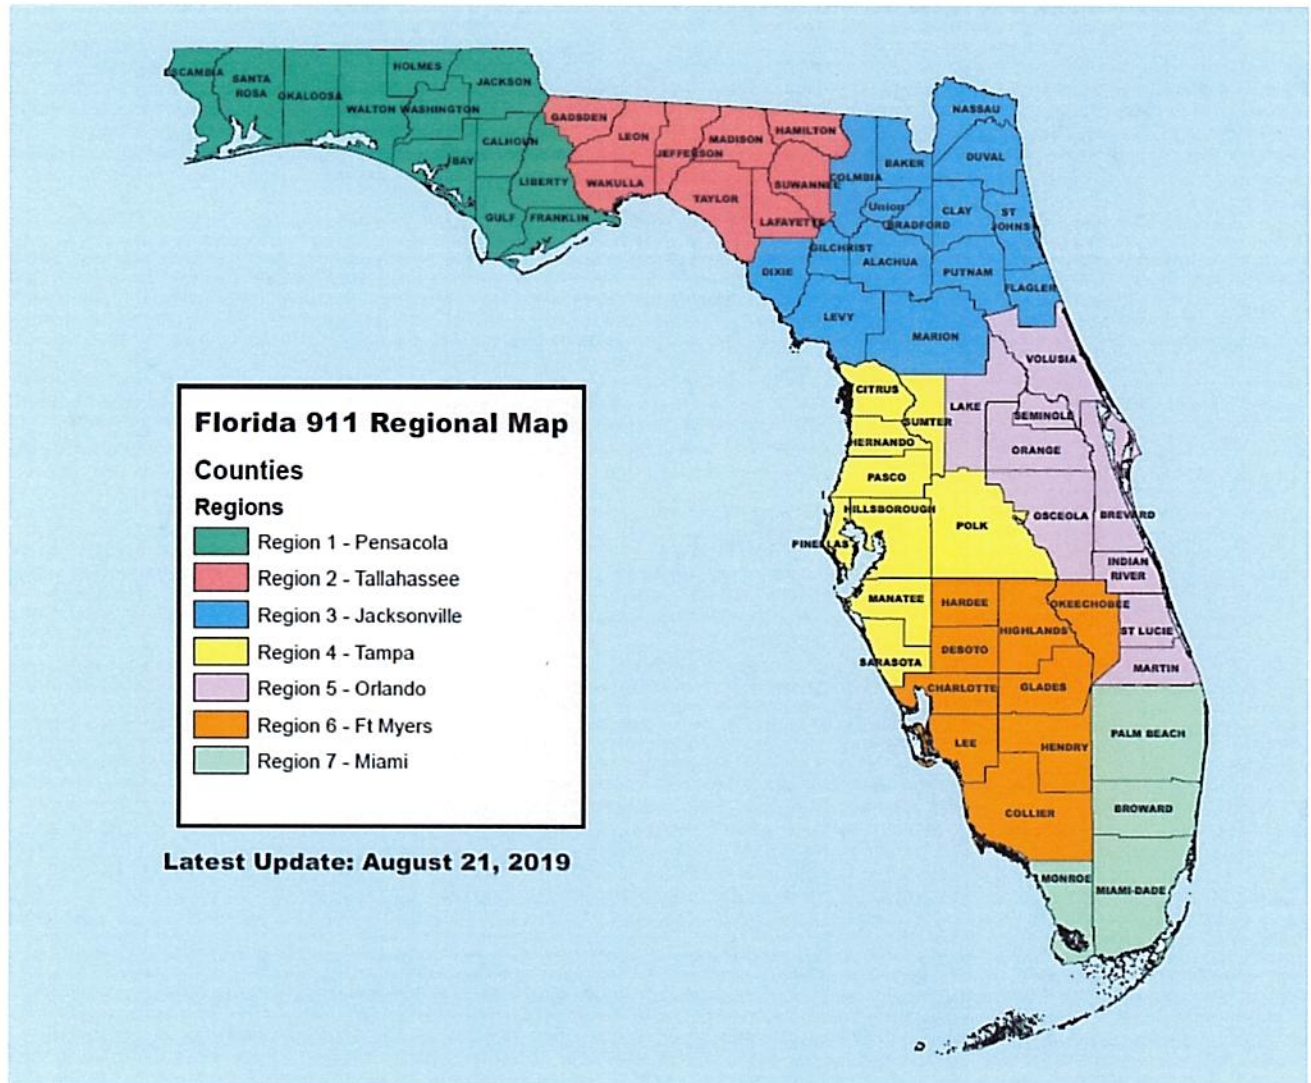 ESCAMBIA
SANTA
ROSA
OKALOOSA
WALTON
HOLMES
WASHINGTON
JACKSON
BAY
CALHOUN
LIBERTY
GULF
FRANKLIN
GADSDEN
LEON
JEFFERSON
MADISON
HAMILTON
WAKULLA
TAYLOR
SUWANNEE
LAFAYETTE
COLMBIA
BAKER
NASSAU
DUVAL
Union
BRADFORD
CLAY
ST
JOHNS
DIXIE
GILCHRIST
ALACHUA
PUTNAM
FLAGLER
LEVY
MARION
VOLUSIA
CITRUS
SUMTER
LAKE
SEMINOLE
HERNANDO
ORANGE
PASCO
HILLSBOROUGH
PINELLAS
POLK
OSCEOLA
BREVARD
INDIAN
RIVER
MANATEE
HARDEE
HIGHLANDS
OKEECHOBEE
ST LUCIE
SARASOTA
DESOTO
MARTIN
CHARLOTTE
GLADES
LEE
HENDRY
PALM BEACH
COLLIER
BROWARD
MONROE
MIAMI-DADE
Florida 911 Regional Map
Counties
Regions
Region 1 - Pensacola
Region 2 - Tallahassee
Region 3 - Jacksonville
Region 4 - Tampa
Region 5 - Orlando
Region 6 - Ft Myers
Region 7 - Miami
Latest Update: August 21, 2019